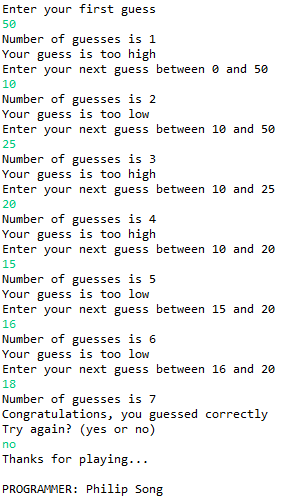 Enter your first guess
50
Number of guesses is 1
Your guess is too high
Enter your next guess between 0 and 50
10
Number of guesses is 2
Your guess is too low
Enter your next guess between 10 and 50
25
Number of guesses is 3
Your guess is too high
Enter your next guess between 10 and 25
20
Number of guesses is 4
Your guess is too high
Enter your next guess between 10 and 20
15
Number of guesses is 5
Your guess is too low
Enter your next guess between 15 and 20
16
Number of guesses is 6
Your guess is too low
Enter your next guess between 16 and 20
18
Number of guesses is 7
Congratulations, you guessed correctly
Try again? (yes or no)
no
Thanks for playing...
PROGRAMMER: Philip Song